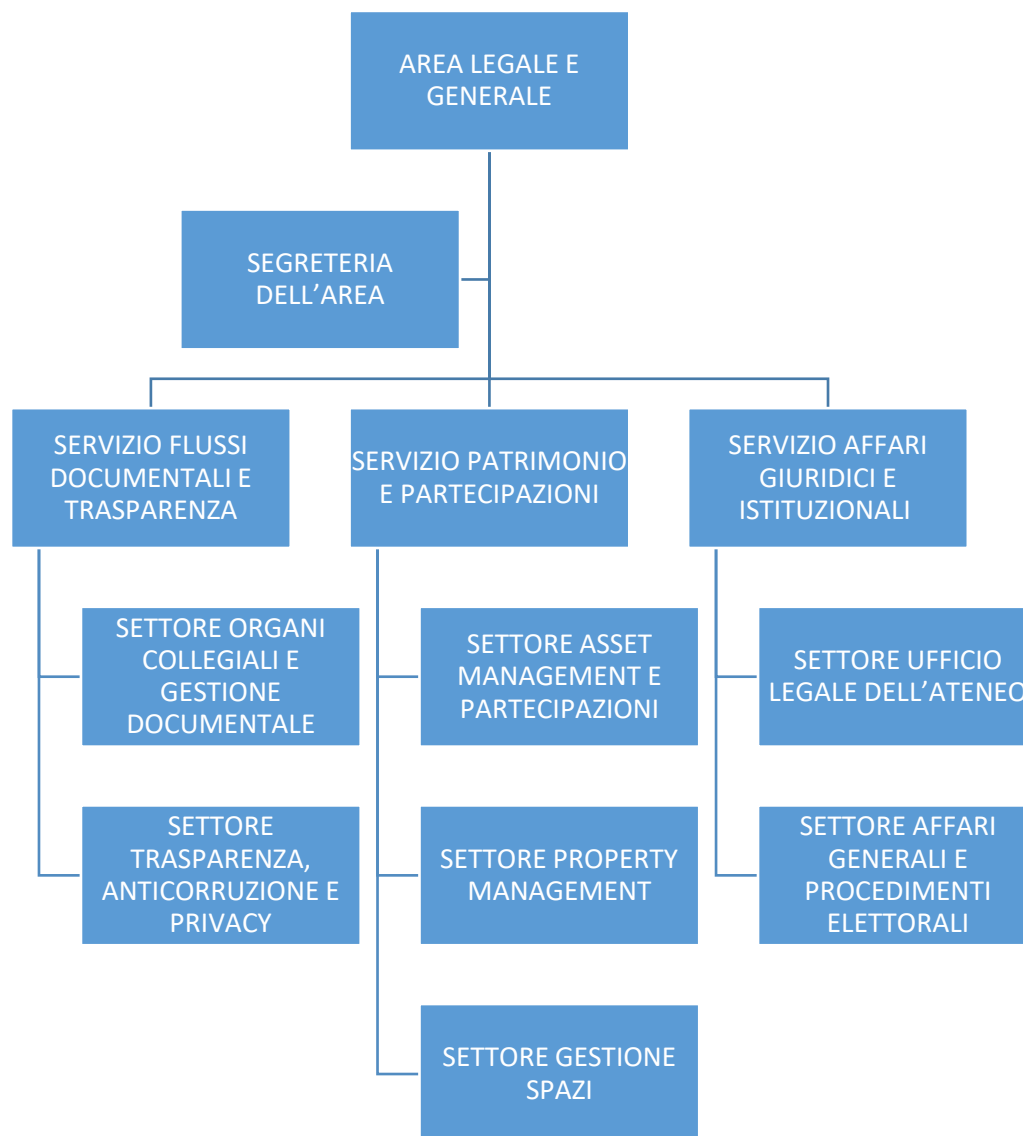 AREA LEGALE E
GENERALE
SEGRETERIA
DELL’AREA
SERVIZIO FLUSSI
DOCUMENTALI E
TRASPARENZA
SERVIZIO PATRIMONIO
E PARTECIPAZIONI
SERVIZIO AFFARI
GIURIDICI E
ISTITUZIONALI
SETTORE ORGANI
COLLEGIALI E
GESTIONE
DOCUMENTALE
SETTORE ASSET
MANAGEMENT E
PARTECIPAZIONI
SETTORE UFFICIO
LEGALE DELL’ATENEO
SETTORE
TRASPARENZA,
ANTICORRUZIONE E
PRIVACY
SETTORE PROPERTY
MANAGEMENT
SETTORE AFFARI
GENERALI E
PROCEDIMENTI
ELETTORALI
SETTORE GESTIONE
SPAZI